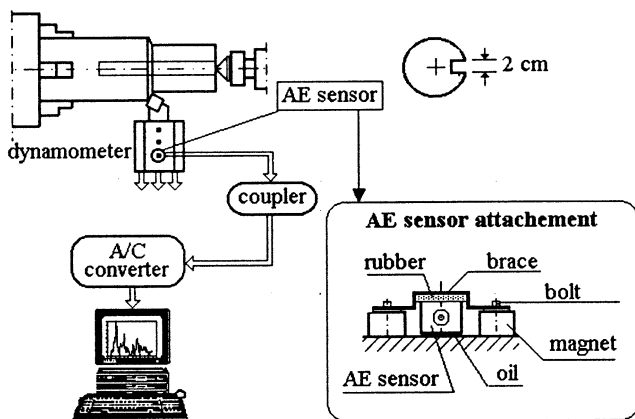 2 cm
AE sensor
dynamometer
coupler
A/C
converter
AE sensor attachement
rubber
brace
bolt
magnet
AE sensor
oil